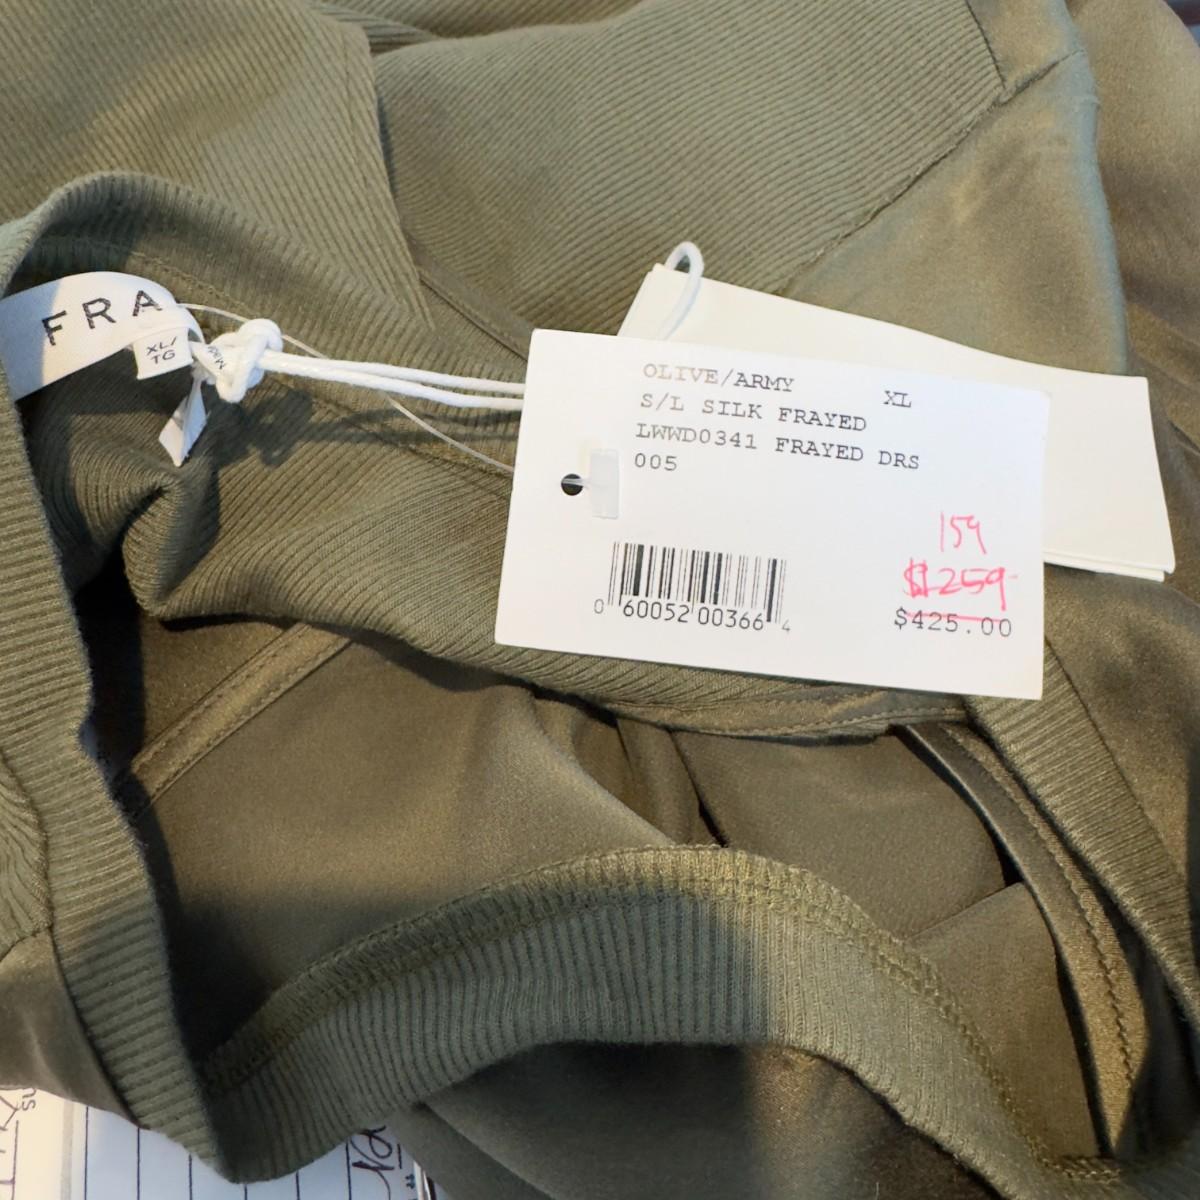 FRA
XL/
TG
Made
OLIVE/ARMY XL
S/L SILK FRAYED
LWWD0341 FRAYED DRS
005
159
$259-
$425.00
0 60052 00366 4